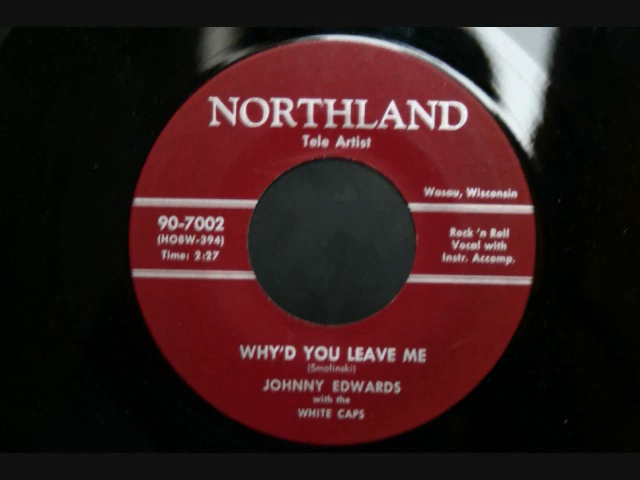 NORTHLAND
Tele Artist
Wasau, Wisconsin
90-7002
(HO8W-394)
Time: 2:27
Rock 'n Roll
Vocal with
Instr. Accomp.
WHY'D YOU LEAVE ME
(Smolinski)
JOHNNY EDWARDS
with the
WHITE CAPS